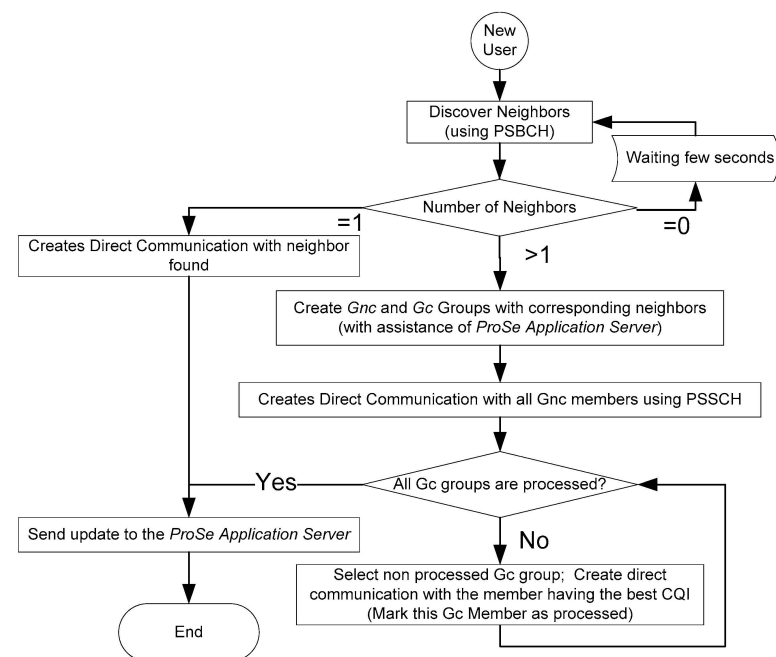 New
User
Discover Neighbors
(using PSBCH)
Waiting few seconds
Number of Neighbors
=1
=0
>1
Creates Direct Communication with neighbor
found
Create Gnc and Gc Groups with corresponding neighbors
(with assistance of ProSe Application Server)
Creates Direct Communication with all Gnc members using PSSCH
All Gc groups are processed?
Yes
No
Send update to the ProSe Application Server
Select non processed Gc group; Create direct
communication with the member having the best CQI
(Mark this Gc Member as processed)
End